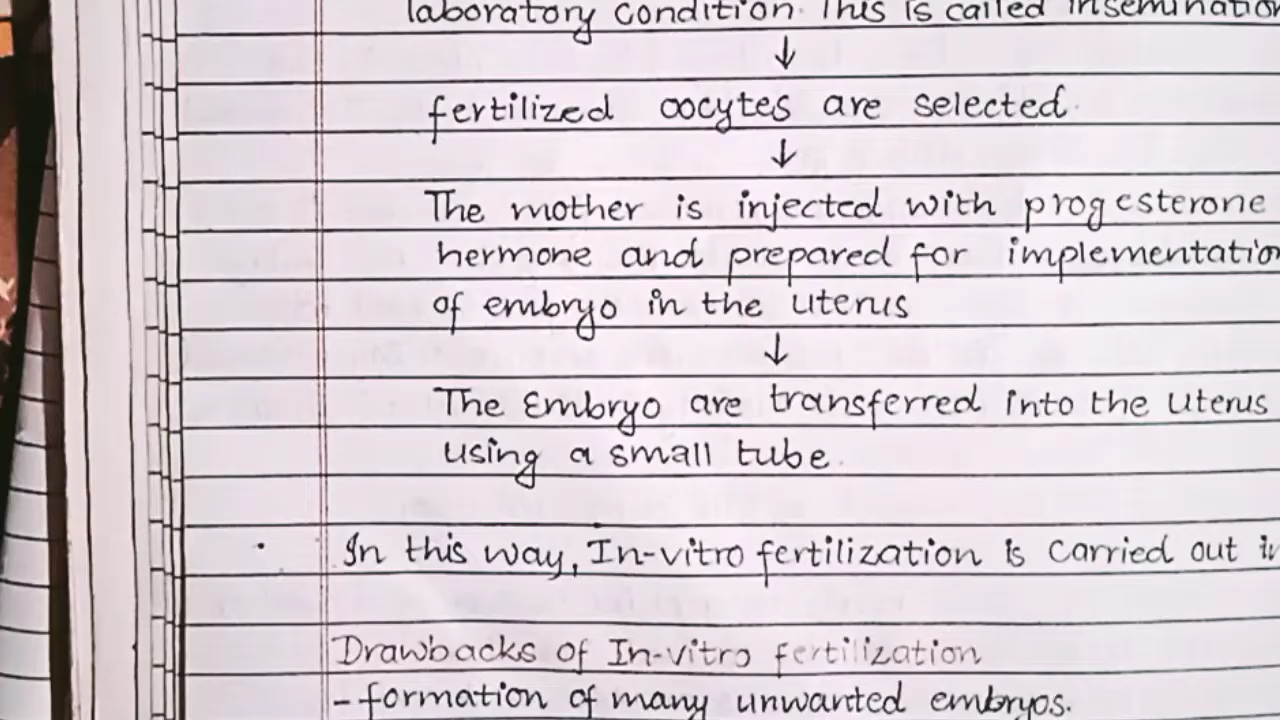 laboratory condition. This is called insemination
↓
fertilized oocytes are selected.
↓
The mother is injected with progesterone
hermone and prepared for implementation
of embryo in the uterus
↓
The Embryo are transferred into the uterus
using a small tube.
In this way, In-vitro fertilization is carried out in
Drawbacks of In-vitro fertilization
- formation of many unwanted embryos.